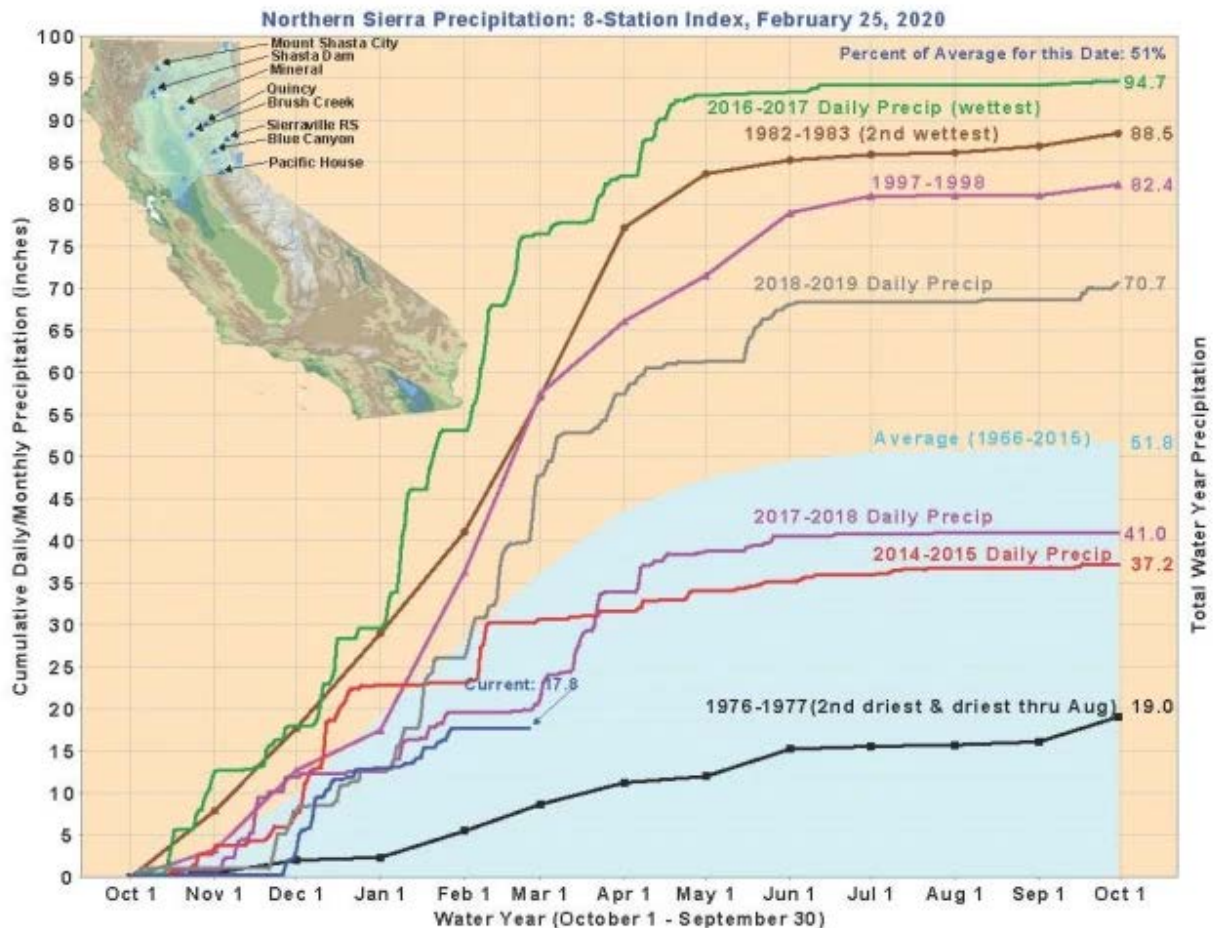 Northern Sierra Precipitation: 8-Station Index, February 25, 2020
Percent of Average for this Date: 51%
Mount Shasta City
Shasta Dam
Mineral
Quincy
Brush Creek
Sierraville RS
Blue Canyon
Pacific House
Cumulative Daily/Monthly Precipitation (inches)
100
95
90
85
80
75
70
65
60
55
50
45
40
35
30
25
20
15
10
5
0
2016-2017 Daily Precip (wettest)
94.7
1982-1983 (2nd wettest)
88.5
1997-1998
82.4
2018-2019 Daily Precip
70.7
Average (1966-2015)
51.8
2017-2018 Daily Precip
41.0
2014-2015 Daily Precip
37.2
Current: 17.8
1976-1977(2nd driest & driest thru Aug)
19.0
Total Water Year Precipitation
Oct 1 Nov 1 Dec 1 Jan 1 Feb 1 Mar 1 Apr 1 May 1 Jun 1 Jul 1 Aug 1 Sep 1 Oct 1
Water Year (October 1 - September 30)